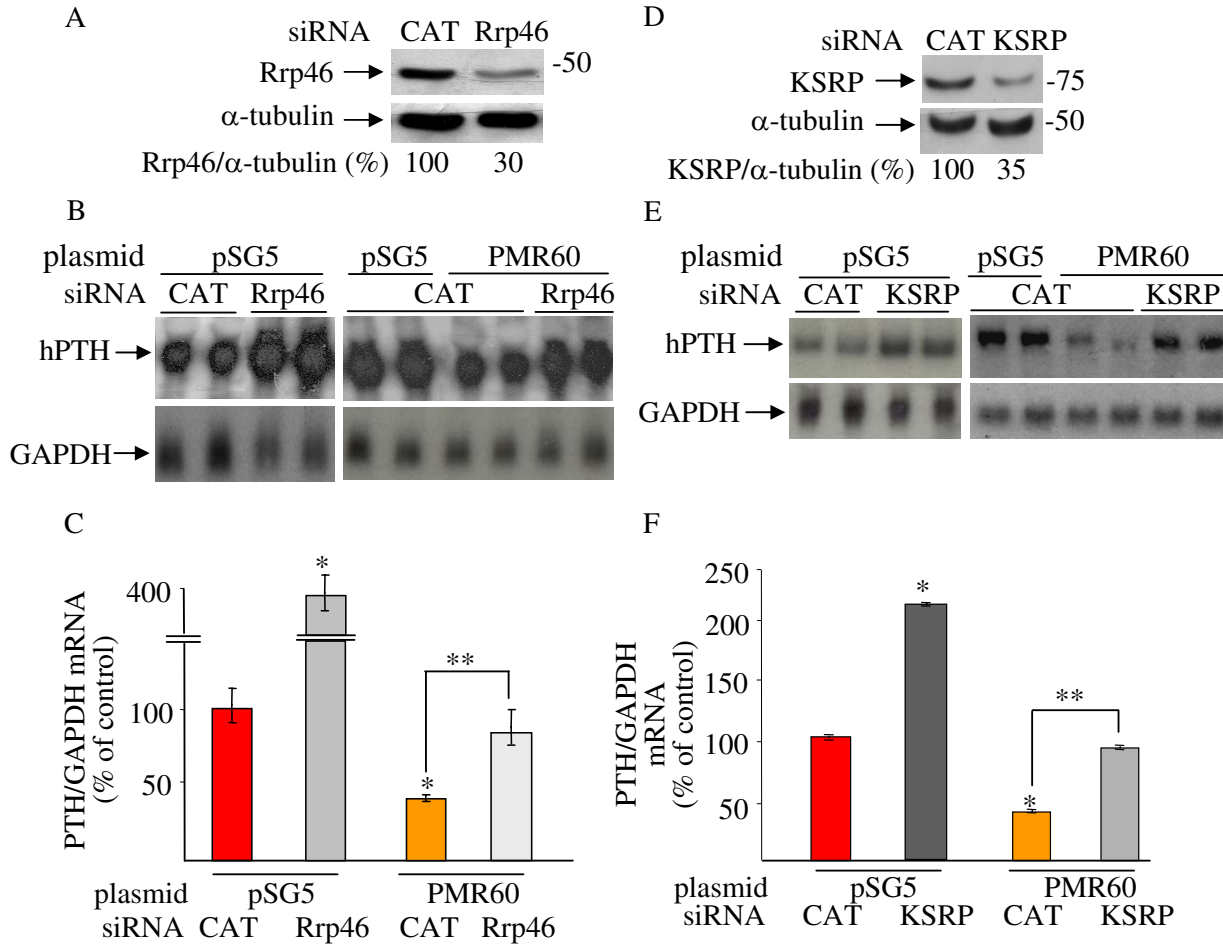 A
siRNA CAT Rrp46
Rrp46 -50
α-tubulin
Rrp46/α-tubulin (%) 100 30
B
plasmid pSG5 pSG5 PMR60
siRNA CAT Rrp46 CAT Rrp46
hPTH
GAPDH
C
PTH/GAPDH mRNA
(% of control)
400
100
50
*
*
**
plasmid pSG5 PMR60
siRNA CAT Rrp46 CAT Rrp46
D
siRNA CAT KSRP
KSRP -75
α-tubulin -50
KSRP/α-tubulin (%) 100 35
E
plasmid pSG5 pSG5 PMR60
siRNA CAT KSRP CAT KSRP
hPTH
GAPDH
F
PTH/GAPDH
mRNA
(% of control)
250
200
150
100
50
*
*
**
plasmid pSG5 PMR60
siRNA CAT KSRP CAT KSRP